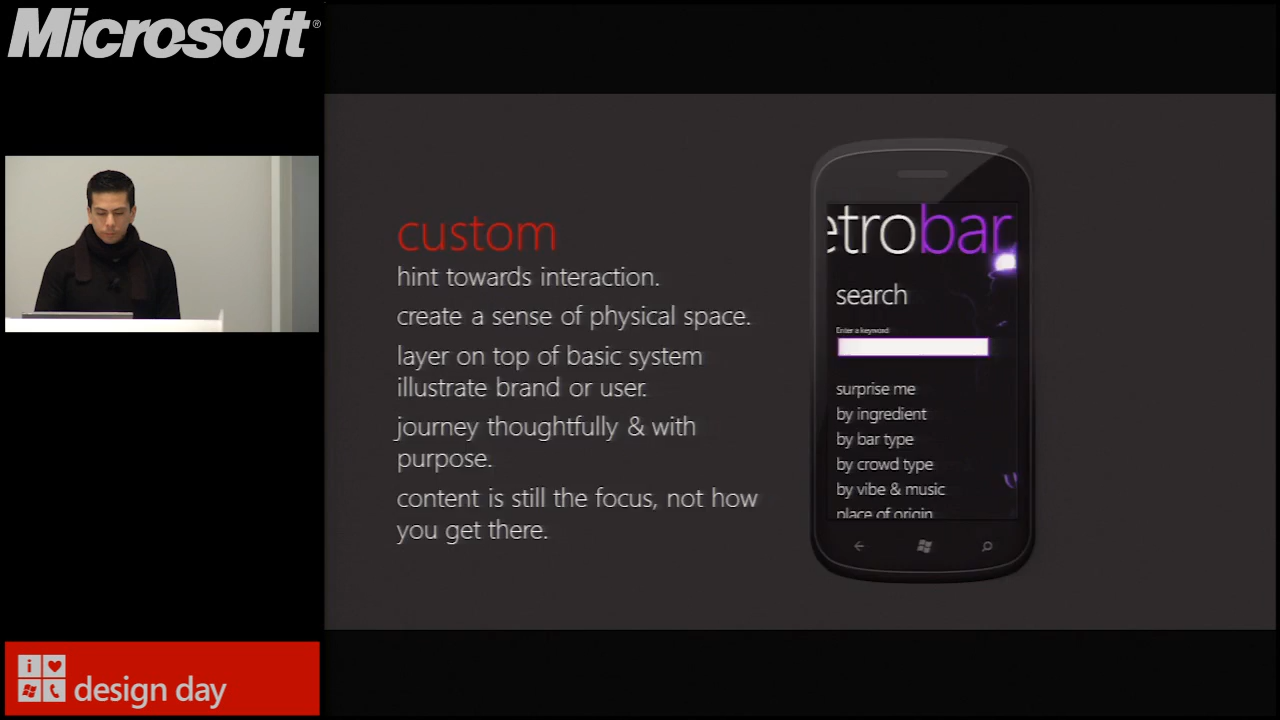 Microsoft®
custom
hint towards interaction.
create a sense of physical space.
layer on top of basic system
illustrate brand or user.
journey thoughtfully & with
purpose.
content is still the focus, not how
you get there.
etrobar
search
Enter a keyword
surprise me
by ingredient
by bar type
by crowd type
by vibe & music
place of origin
i
design day